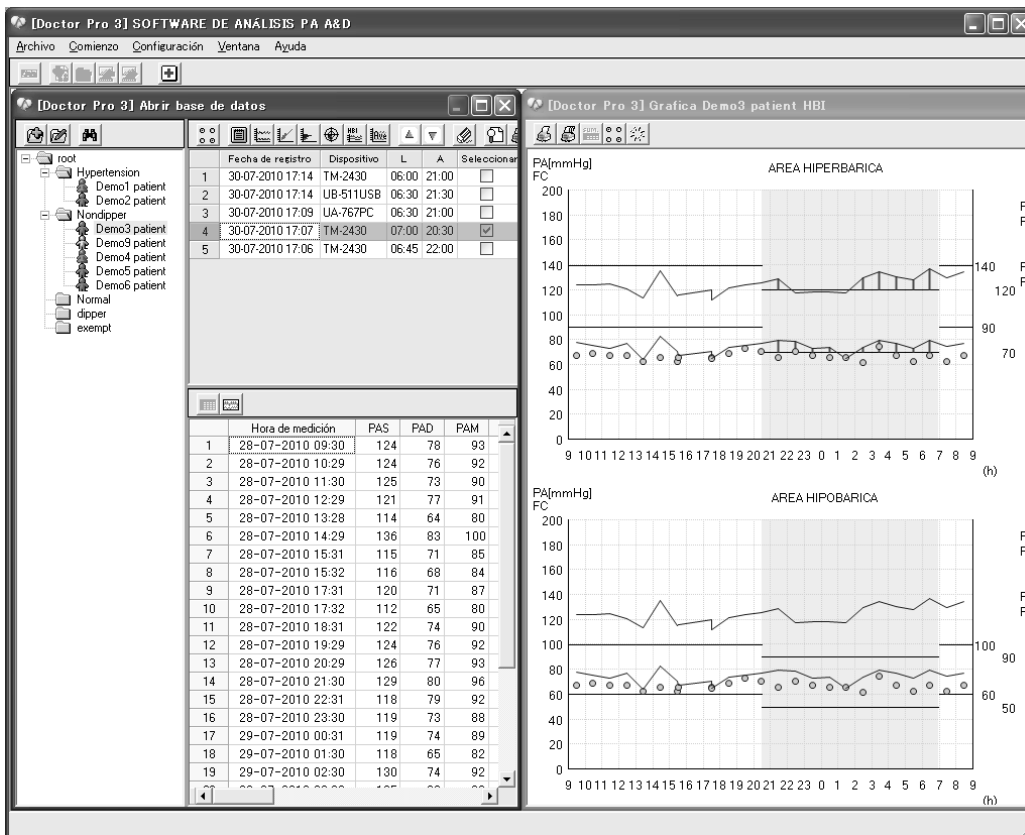 [Doctor Pro 3] SOFTWARE DE ANÁLISIS PA A&D
Archivo Comienzo Configuración Ventana Ayuda
[Doctor Pro 3] Abrir base de datos
root
Hypertension
Demo1 patient
Demo2 patient
Nondipper
Demo3 patient
Demo9 patient
Demo4 patient
Demo5 patient
Demo6 patient
Normal
dipper
exempt
Fecha de registro Dispositivo L A Seleccionar
1 30-07-2010 17:14 TM-2430 06:00 21:00
2 30-07-2010 17:14 UB-511USB 06:30 21:30
3 30-07-2010 17:09 UA-767PC 06:30 21:00
4 30-07-2010 17:07 TM-2430 07:00 20:30
5 30-07-2010 17:06 TM-2430 06:45 22:00
Hora de medición PAS PAD PAM
1 28-07-2010 09:30 124 78 93
2 28-07-2010 10:29 124 76 92
3 28-07-2010 11:30 125 73 90
4 28-07-2010 12:29 121 77 91
5 28-07-2010 13:28 114 64 80
6 28-07-2010 14:29 136 83 100
7 28-07-2010 15:31 115 71 85
8 28-07-2010 15:32 116 68 84
9 28-07-2010 17:31 120 71 87
10 28-07-2010 17:32 112 65 80
11 28-07-2010 18:31 122 74 90
12 28-07-2010 19:29 124 76 92
13 28-07-2010 20:29 126 77 93
14 28-07-2010 21:30 129 80 96
15 28-07-2010 22:31 118 79 92
16 28-07-2010 23:30 119 73 88
17 29-07-2010 00:31 119 74 89
18 29-07-2010 01:30 118 65 82
19 29-07-2010 02:30 130 74 92
[Doctor Pro 3] Grafica Demo3 patient HBI
PA[mmHg]
FC
AREA HIPERBARICA
200
180
160
140
120
100
80
60
40
20
0
140
120
90
70
9 10 11 12 13 14 15 16 17 18 19 20 21 22 23 0 1 2 3 4 5 6 7 8 9
(h)
PA[mmHg]
FC
AREA HIPOBARICA
200
180
160
140
120
100
80
60
40
20
0
100
90
60
50
9 10 11 12 13 14 15 16 17 18 19 20 21 22 23 0 1 2 3 4 5 6 7 8 9
(h)